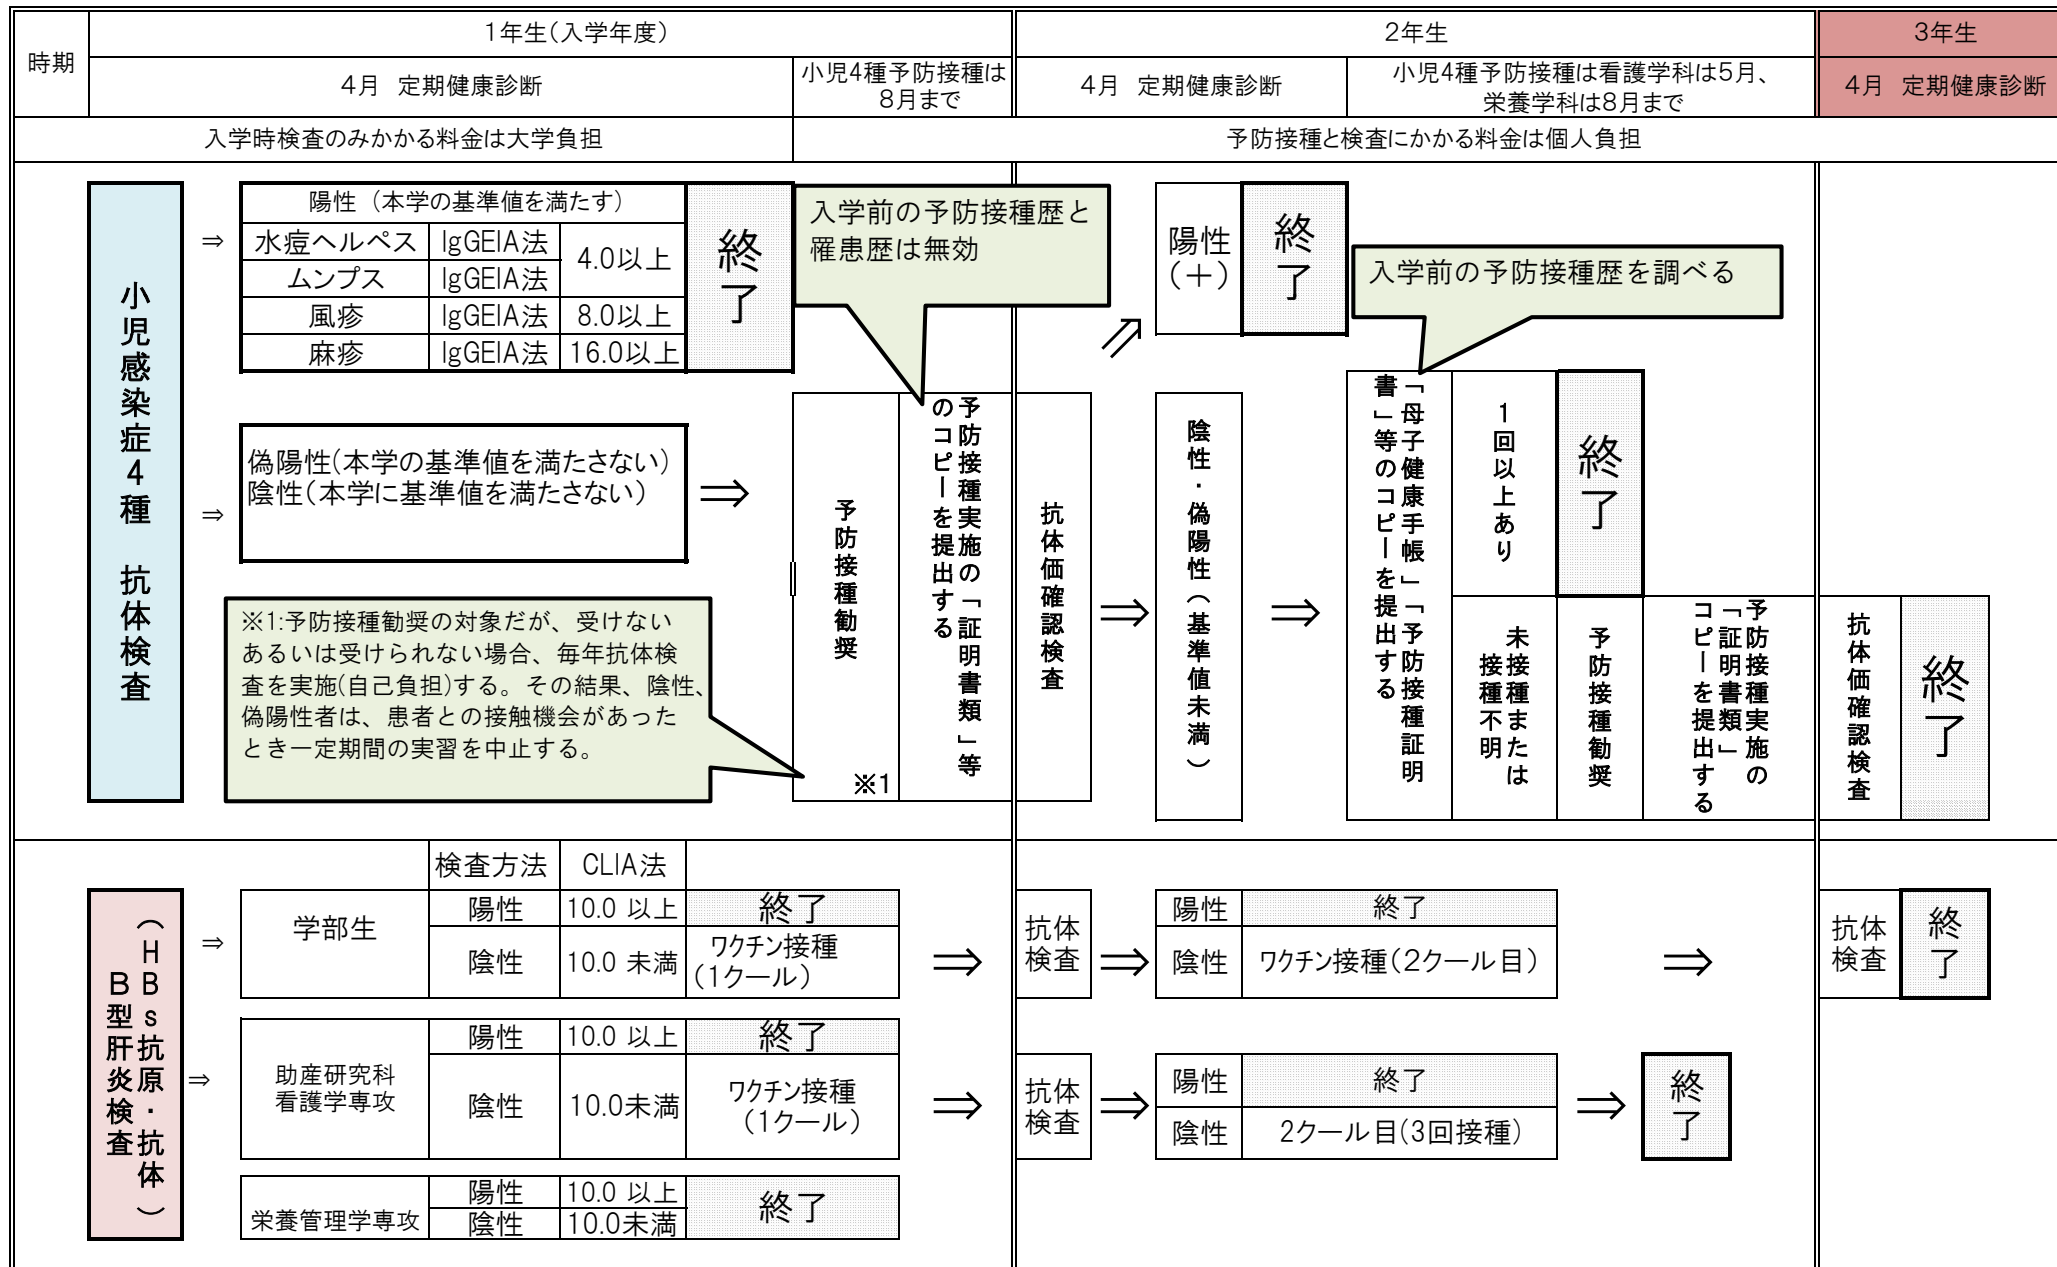 時期
1年生(入学年度)
2年生
3年生
4月 定期健康診断
小児4種予防接種は
8月まで
4月 定期健康診断
小児4種予防接種は看護学科は5月、
栄養学科は8月まで
4月 定期健康診断
入学時検査のみかかる料金は大学負担
予防接種と検査にかかる料金は個人負担
小児感染症4種 抗体検査
⇒
陽性 (本学の基準値を満たす)
水痘ヘルペス IgGEIA法 4.0以上
ムンプス IgGEIA法
風疹 IgGEIA法 8.0以上
麻疹 IgGEIA法 16.0以上
終了
入学前の予防接種歴と
罹患歴は無効
⇒
偽陽性(本学の基準値を満たさない)
陰性(本学に基準値を満たさない)
⇒
※1:予防接種勧奨の対象だが、受けない
あるいは受けられない場合、毎年抗体検
査を実施(自己負担)する。その結果、陰性、
偽陽性者は、患者との接触機会があった
とき一定期間の実習を中止する。
予防接種勧奨
※1
予防接種実施の「証明書類」等
のコピーを提出する
抗体価確認検査
⇒
陽性
(+)
終了
⇒
陰性・偽陽性(基準値未満)
⇒
入学前の予防接種歴を調べる
「母子健康手帳」「予防接種証明
書」等のコピーを提出する
1回以上あり
終了
未接種または
接種不明
予防接種勧奨
予防接種実施の
「証明書類」
コピーを提出する
抗体価確認検査
終了
B型肝炎検査
(HBs抗原・抗体)
検査方法 CLIA法
⇒
学部生
陽性 10.0 以上 終了
陰性 10.0 未満 ワクチン接種
(1クール)
⇒
抗体
検査
⇒
陽性 終了
陰性 ワクチン接種(2クール目)
⇒
抗体
検査
終了
⇒
助産研究科
看護学専攻
陽性 10.0 以上 終了
陰性 10.0未満 ワクチン接種
(1クール)
⇒
抗体
検査
⇒
陽性 終了
陰性 2クール目(3回接種)
⇒
終了
栄養管理学専攻
陽性 10.0 以上
陰性 10.0未満
終了